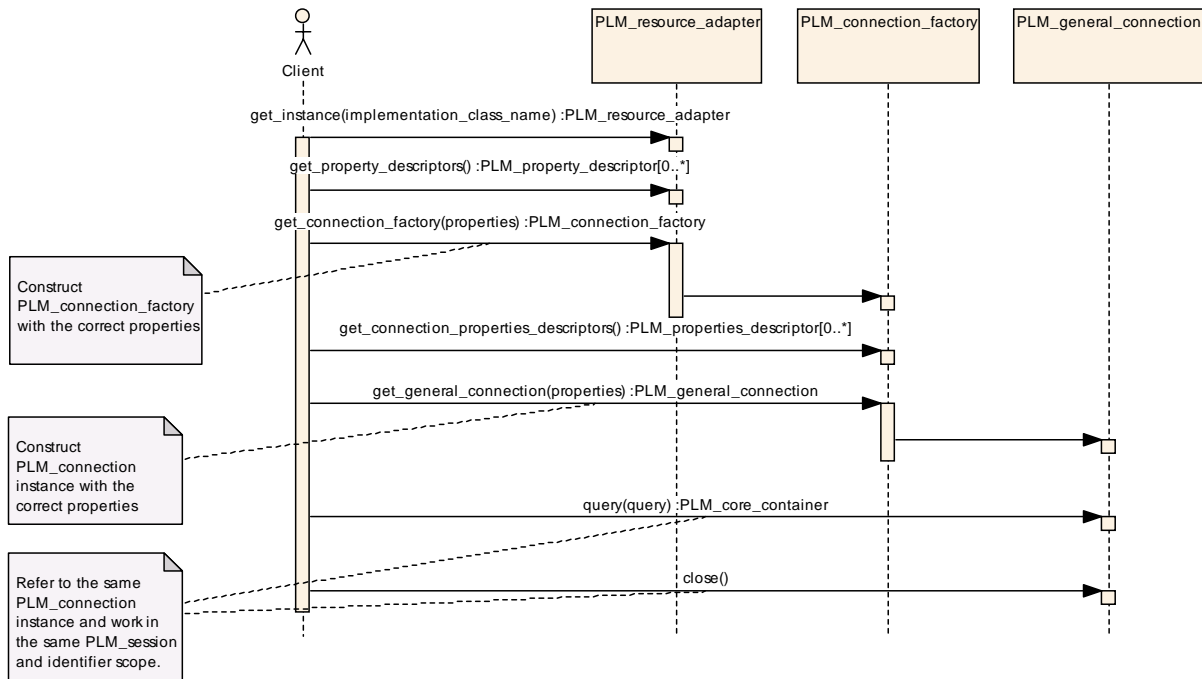 PLM_resource_adapter
PLM_connection_factory
PLM_general_connection
Client
get_instance(implementation_class_name) :PLM_resource_adapter
get_property_descriptors() :PLM_property_descriptor[0..*]
get_connection_factory(properties) :PLM_connection_factory
Construct
PLM_connection_factory
with the correct properties
get_connection_properties_descriptors() :PLM_properties_descriptor[0..*]
get_general_connection(properties) :PLM_general_connection
Construct
PLM_connection
instance with the
correct properties
query(query) :PLM_core_container
close()
Refer to the same
PLM_connection
instance and work in
the same PLM_session
and identifier scope.